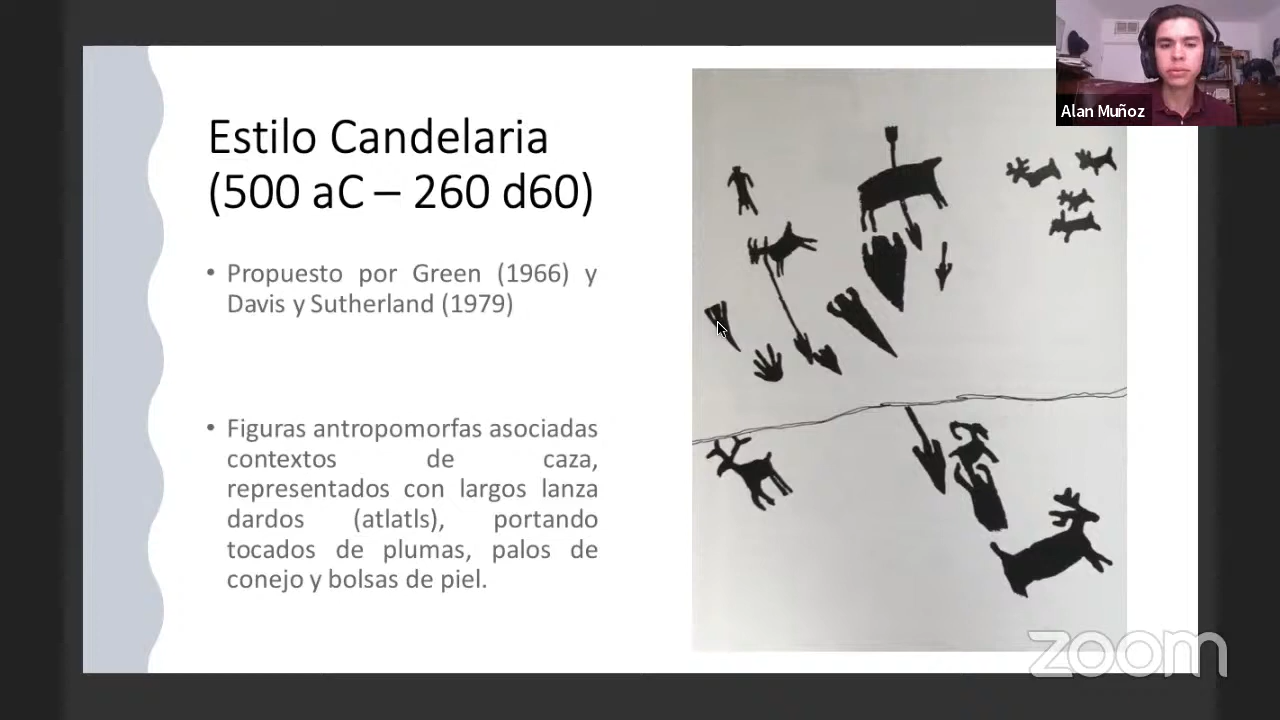 Estilo Candelaria
(500 aC – 260 d60)
• Propuesto por Green (1966) y
Davis y Sutherland (1979)
• Figuras antropomorfas asociadas
contextos de caza,
representados con largos lanza
dardos (atlatls), portando
tocados de plumas, palos de
conejo y bolsas de piel.
Alan Muñoz
zoom